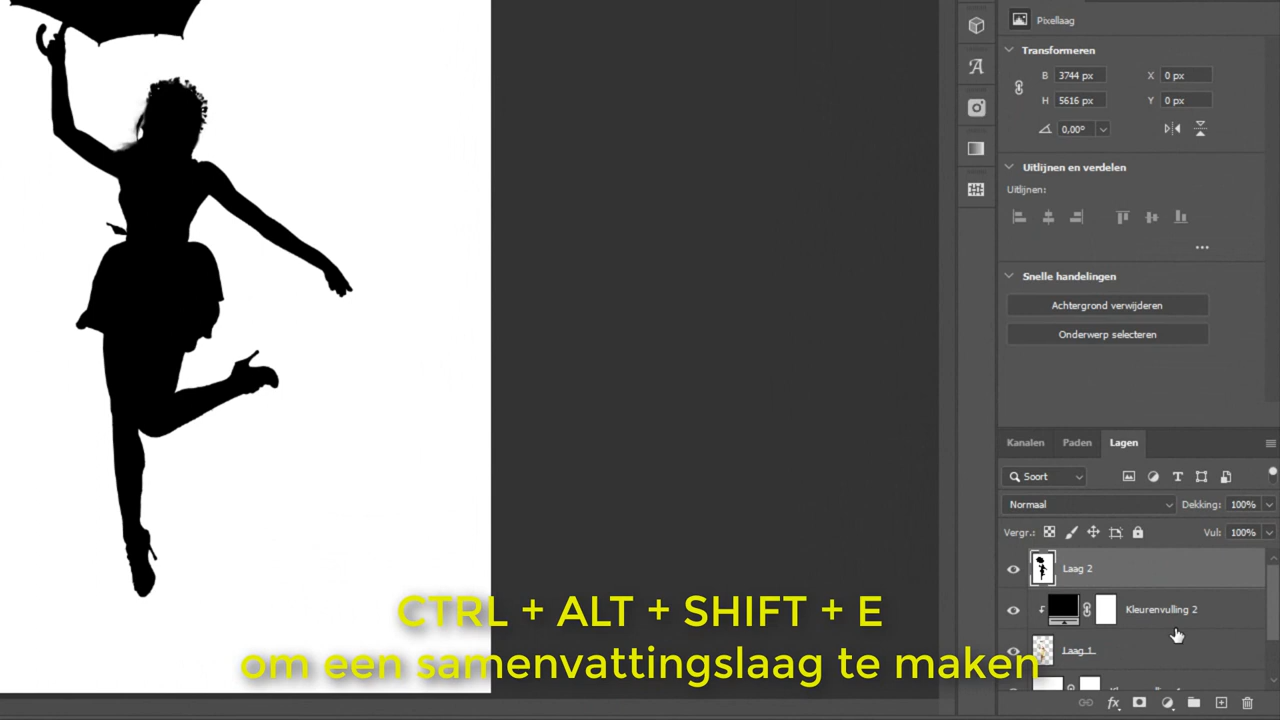 Pixellaag
Transformeren
B 3744 px X 0 px
H 5616 px Y 0 px
0,00°
Uitlijnen en verdelen
Uitlijnen:
Snelle handelingen
Achtergrond verwijderen
Onderwerp selecteren
Kanalen Paden Lagen
Soort
Normaal Dekking: 100%
Vergr.: Vul: 100%
Laag 2
Kleurenvulling 2
Laag 1
fx
CTRL + ALT + SHIFT + E
om een samenvattingslaag te maken